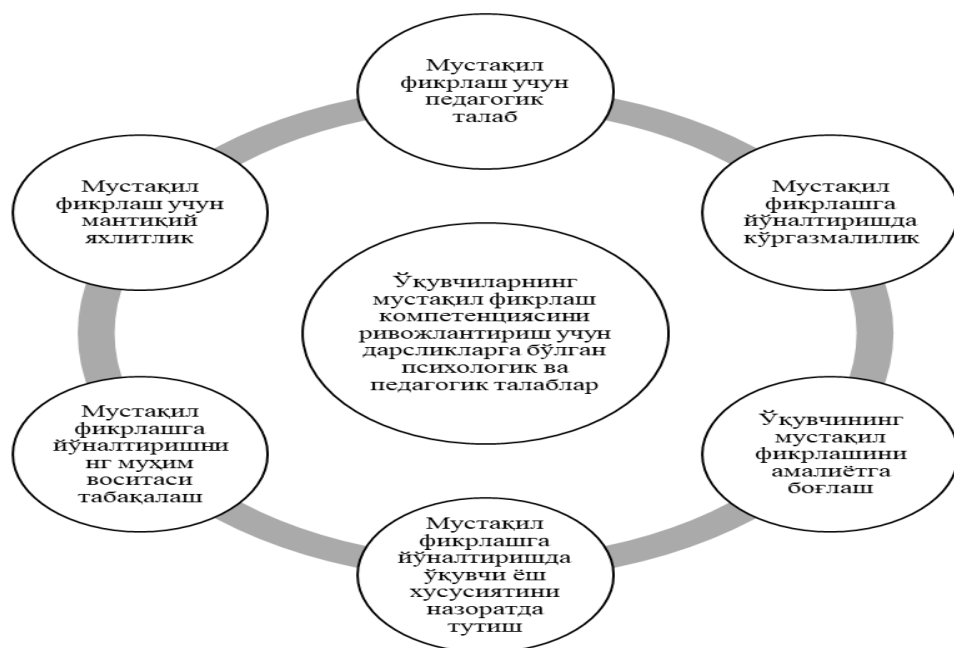 Мустақил
фикрлаш учун
педагогик
талаб
Мустақил
фикрлашга
йўналтиришда
кўргазмалилик
Ўқувчининг
мустақил
фикрлашини
амалиётга
боғлаш
Мустақил
фикрлашга
йўналтиришда
ўқувчи ёш
хусусиятини
назоратда
тутиш
Мустақил
фикрлашга
йўналтиришни
нг муҳим
воситаси
табақалаш
Мустақил
фикрлаш учун
мантиқий
яхлитлик
Ўқувчиларнинг
мустақил фикрлаш
компетенциясини
ривожлантириш учун
дарсликларга бўлган
психологик ва
педагогик талаблар